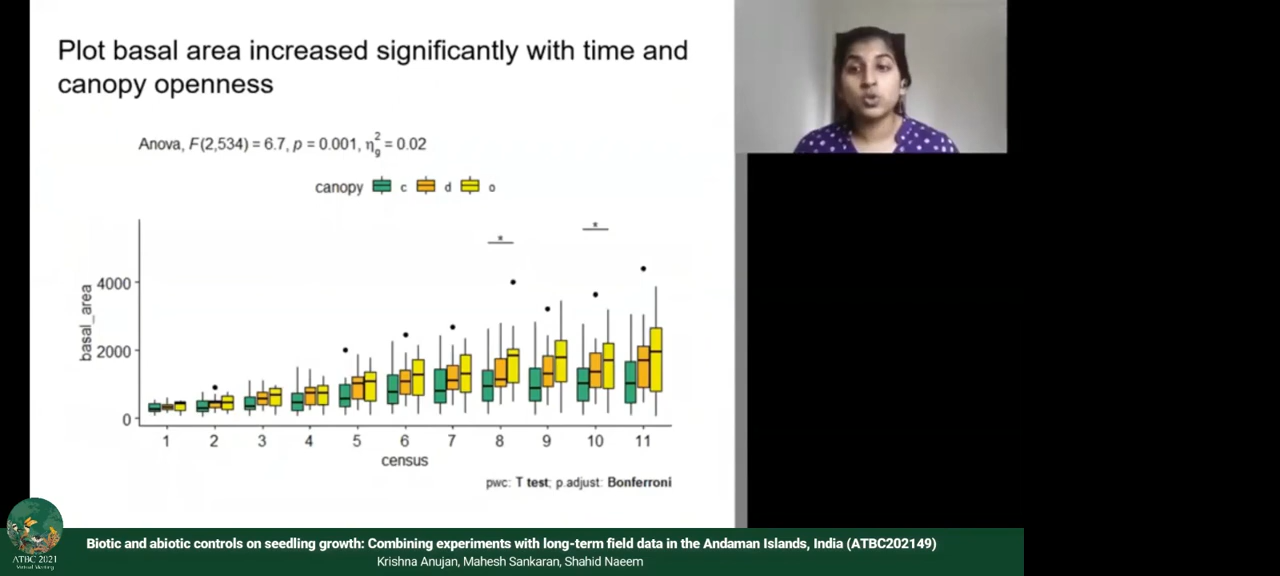 Plot basal area increased significantly with time and
canopy openness
Anova, F(2,534) = 6.7, p = 0.001, η²g = 0.02
canopy c d o
* *
basal_area
4000
2000
0
1 2 3 4 5 6 7 8 9 10 11
census
pwc: T test; p.adjust: Bonferroni
ATBC 2021
Virtual Meeting
Biotic and abiotic controls on seedling growth: Combining experiments with long-term field data in the Andaman Islands, India (ATBC202149)
Krishna Anujan, Mahesh Sankaran, Shahid Naeem